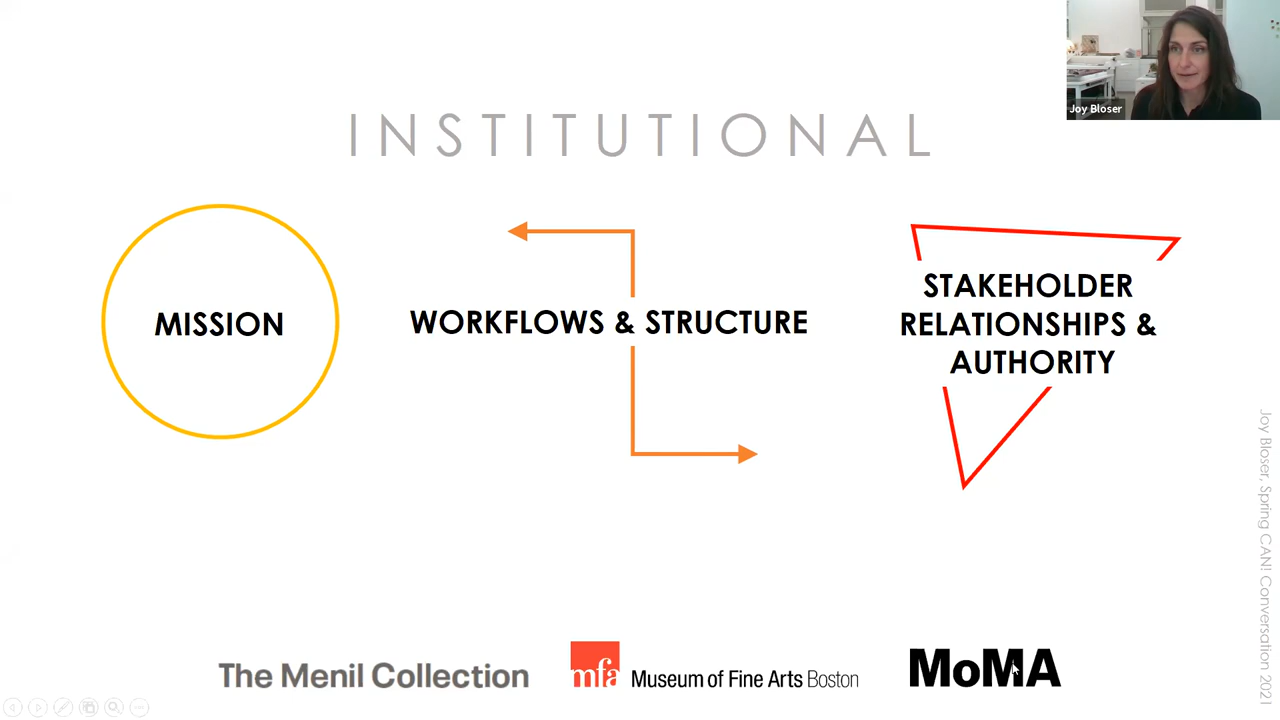 Joy Bloser
INSTITUTIONAL
MISSION
WORKFLOWS & STRUCTURE
STAKEHOLDER
RELATIONSHIPS &
AUTHORITY
The Menil Collection
mfa
Museum of Fine Arts Boston
MoMA
Joy Bloser, Spring CAN! Conversation 2021